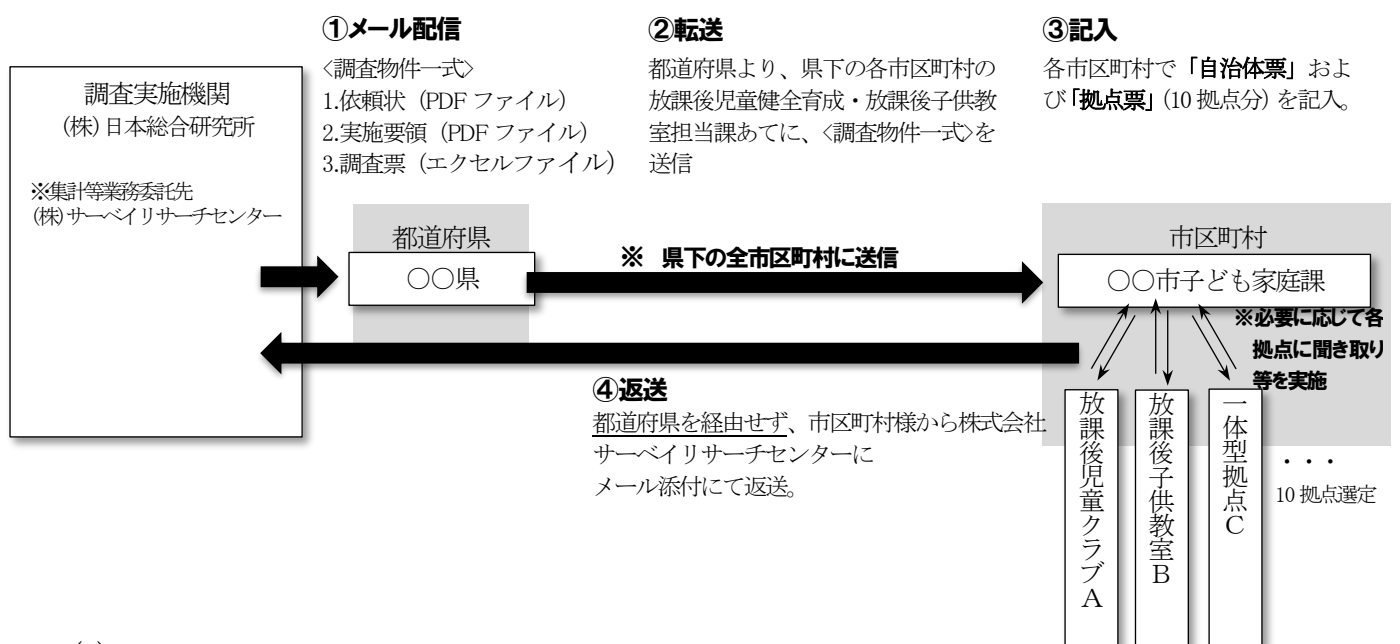 ①メール配信
<調査物件一式>
1.依頼状（PDF ファイル）
2.実施要領（PDF ファイル）
3.調査票（エクセルファイル）
②転送
都道府県より、県下の各市区町村の
放課後児童健全育成・放課後子供教
室担当課あてに、<調査物件一式>を
送信
③記入
各市区町村で「自治体票」およ
び「拠点票」（10 拠点分）を記入。
調査実施機関
（株）日本総合研究所
※集計等業務委託先
（株）サーベイリサーチセンター
都道府県
○○県
※ 県下の全市区町村に送信
市区町村
○○市子ども家庭課
※必要に応じて各
拠点に聞き取り
等を実施
④返送
都道府県を経由せず、市区町村様から株式会社
サーベイリサーチセンターに
メール添付にて返送。
放課後児童クラブA
放課後子供教室B
一体型拠点C
・・・
10 拠点選定